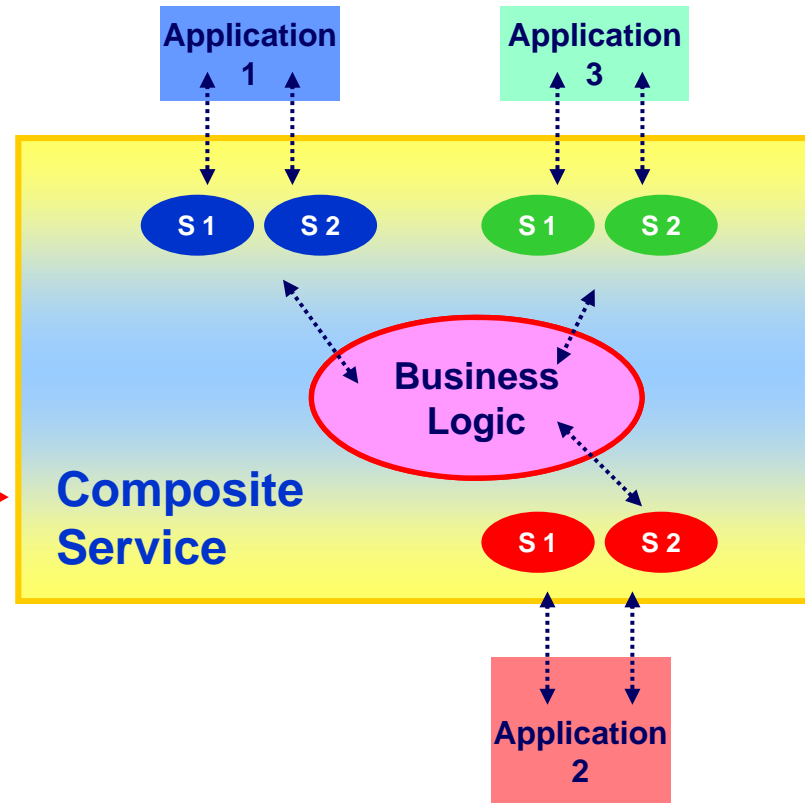 Application
1
Application
3
S 1
S 2
S 1
S 2
Business
Logic
Composite
Service
S 1
S 2
Application
2